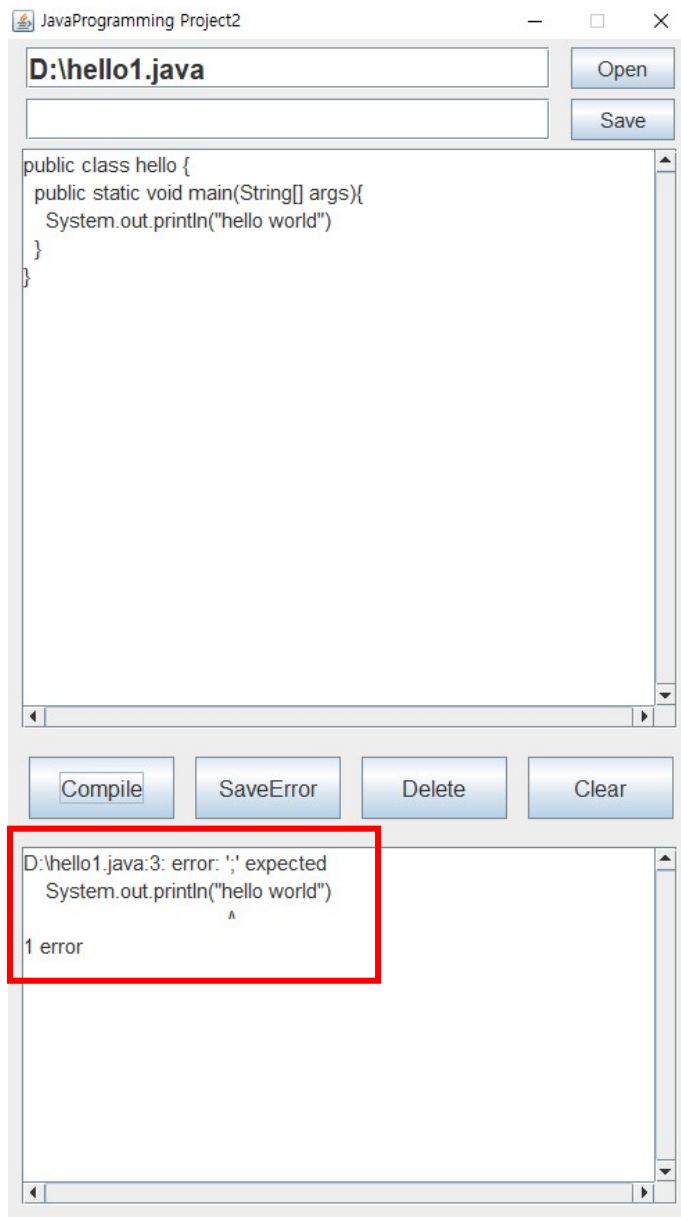 JavaProgramming Project2
D:\hello1.java
Open
Save
public class hello {
  public static void main(String[] args){
    System.out.println("hello world")
  }
}
Compile
SaveError
Delete
Clear
D:\hello1.java:3: error: ';' expected
    System.out.println("hello world")
                                     ^
1 error